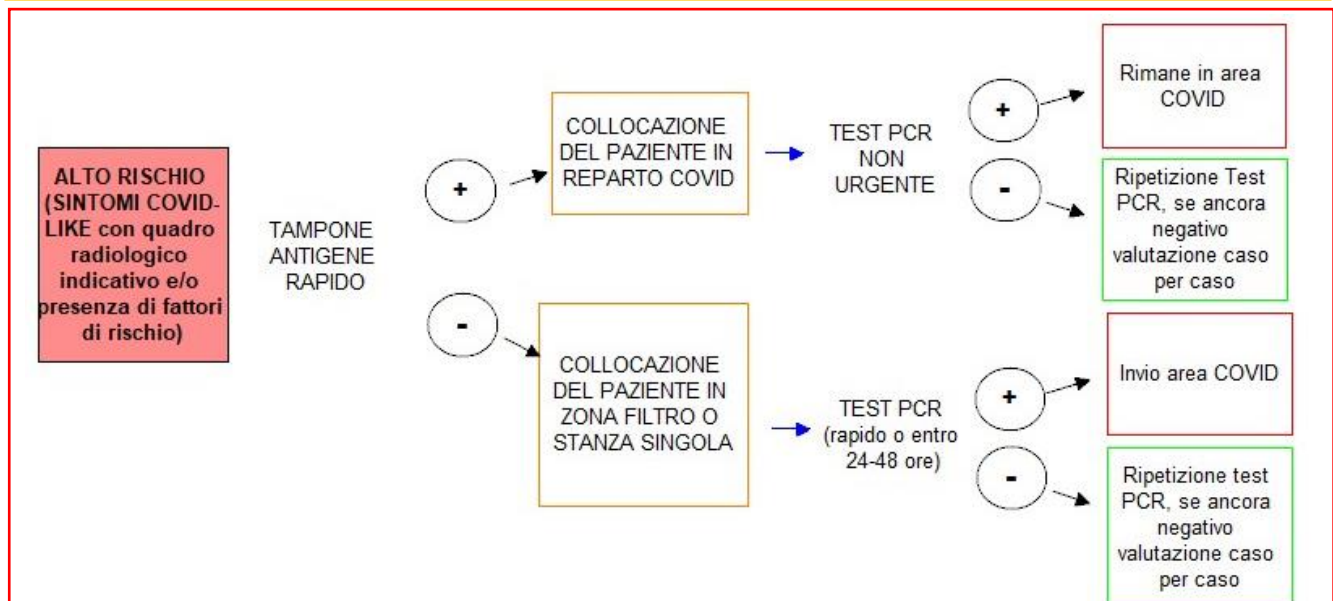 ALTO RISCHIO
(SINTOMI COVID-
LIKE con quadro
radiologico
indicativo e/o
presenza di fattori
di rischio)
TAMPONE
ANTIGENE
RAPIDO
+
COLLOCAZIONE
DEL PAZIENTE IN
REPARTO COVID
TEST PCR
NON
URGENTE
+
Rimane in area
COVID
-
Ripetizione Test
PCR, se ancora
negativo
valutazione caso
per caso
-
COLLOCAZIONE
DEL PAZIENTE IN
ZONA FILTRO O
STANZA SINGOLA
TEST PCR
(rapido o entro
24-48 ore)
+
Invio area COVID
-
Ripetizione test
PCR, se ancora
negativo
valutazione caso
per caso